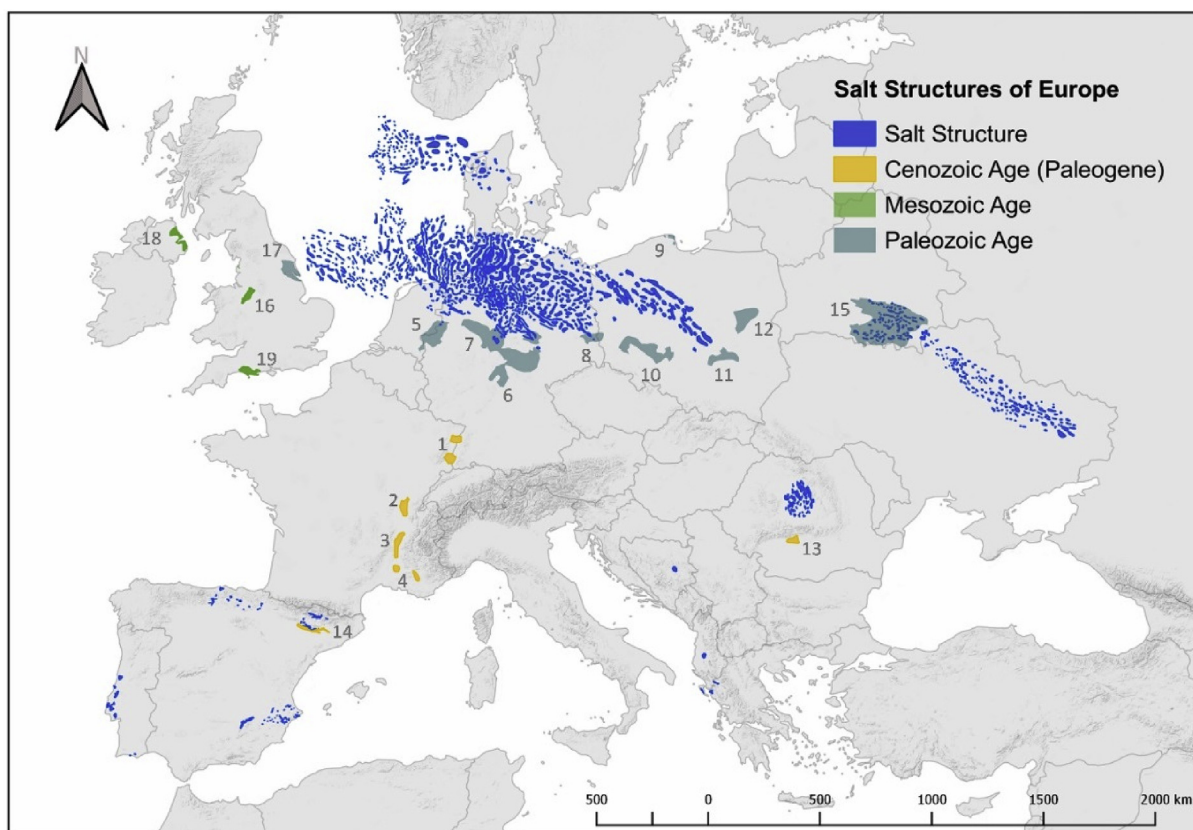 N
Salt Structures of Europe
Salt Structure
Cenozoic Age (Paleogene)
Mesozoic Age
Paleozoic Age
18
17
9
16
5
7
15
12
19
8
10
11
6
1
2
3
13
4
14
500 0 500 1000 1500 2000 km